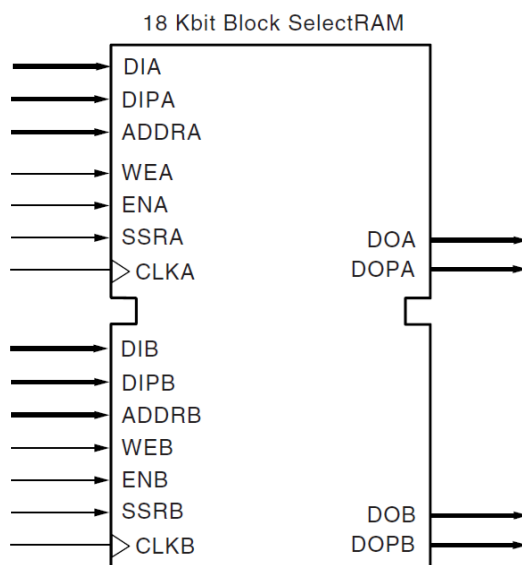 18 Kbit Block SelectRAM
DIA
DIPA
ADDRA
WEA
ENA
SSRA
CLKA
DOA
DOPA
DIB
DIPB
ADDRB
WEB
ENB
SSRB
CLKB
DOB
DOPB